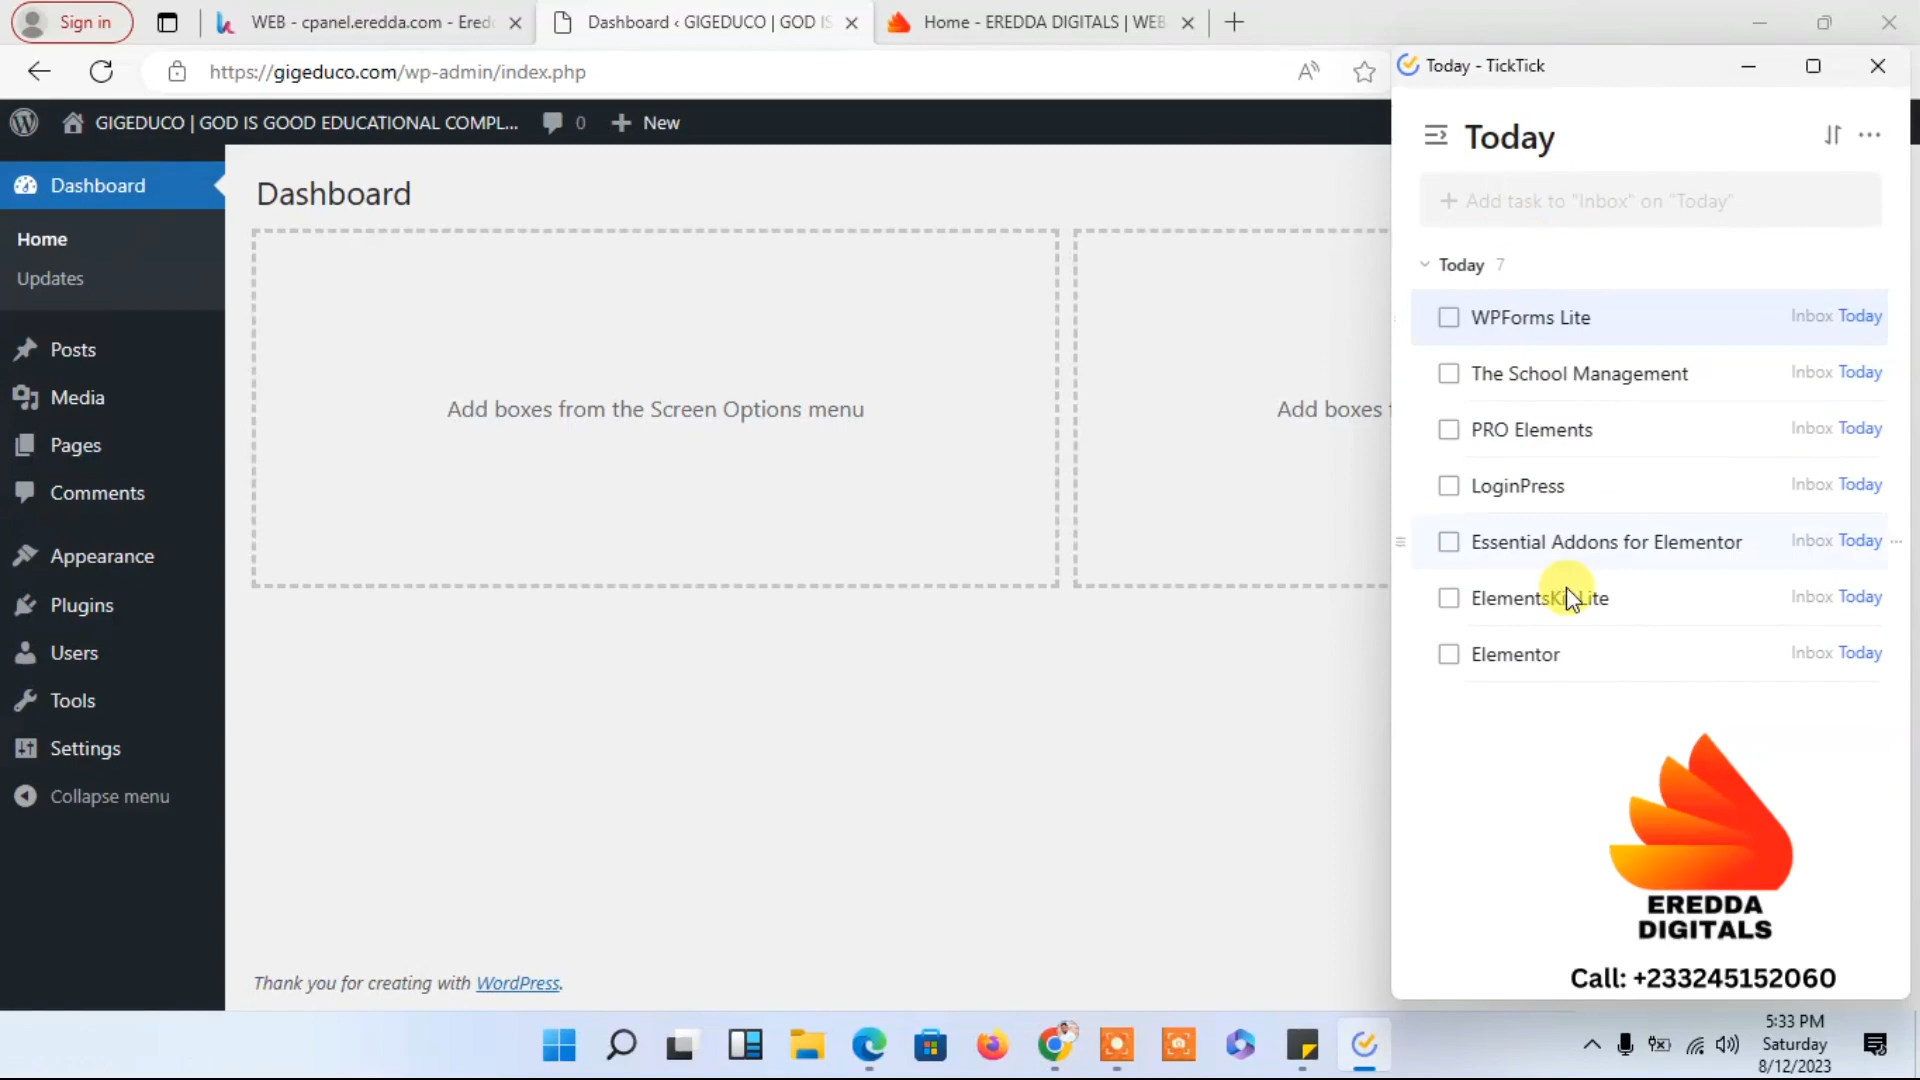 Sign in
WEB - cpanel.eredda.com - Ered
Dashboard ‹ GIGEDUCO | GOD IS
Home - EREDDA DIGITALS | WEB
https://gigeduco.com/wp-admin/index.php
GIGEDUCO | GOD IS GOOD EDUCATIONAL COMPL...
0
New
Dashboard
Home
Updates
Posts
Media
Pages
Comments
Appearance
Plugins
Users
Tools
Settings
Collapse menu
Dashboard
Add boxes from the Screen Options menu
Add boxes
Thank you for creating with WordPress.
Today - TickTick
Today
+ Add task to "Inbox" on "Today"
Today 7
WPForms Lite Inbox Today
The School Management Inbox Today
PRO Elements Inbox Today
LoginPress Inbox Today
Essential Addons for Elementor Inbox Today
ElementsKit Lite Inbox Today
Elementor Inbox Today
EREDDA
DIGITALS
Call: +233245152060
5:33 PM
Saturday
8/12/2023